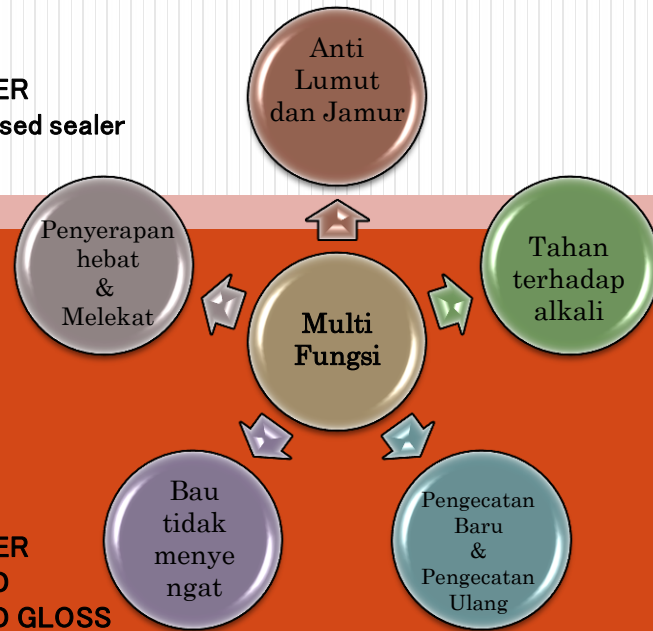 ER
sed sealer
Anti
Lumut
dan Jamur
Penyerapan
hebat
&
Melekat
Tahan
terhadap
alkali
Multi
Fungsi
Bau
tidak
menye
ngat
Pengecatan
Baru
&
Pengecatan
Ulang
ER
D
D GLOSS